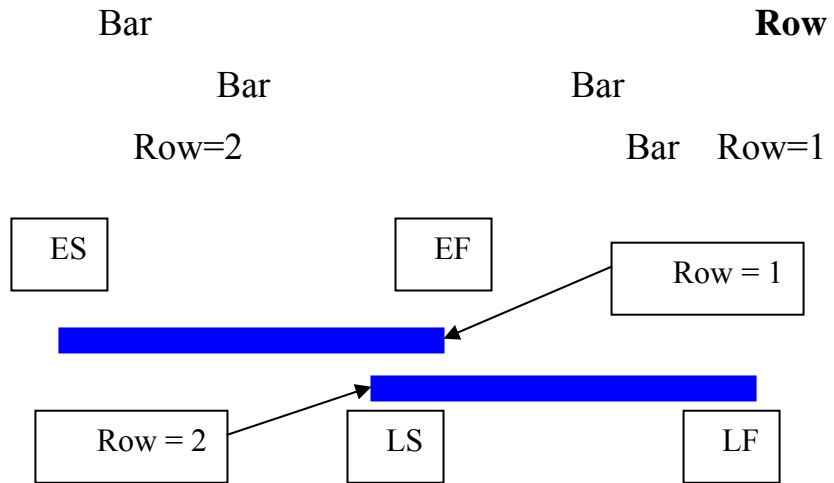 Bar Row
Bar Bar
Row=2 Bar Row=1
ES EF
Row = 1
Row = 2 LS LF